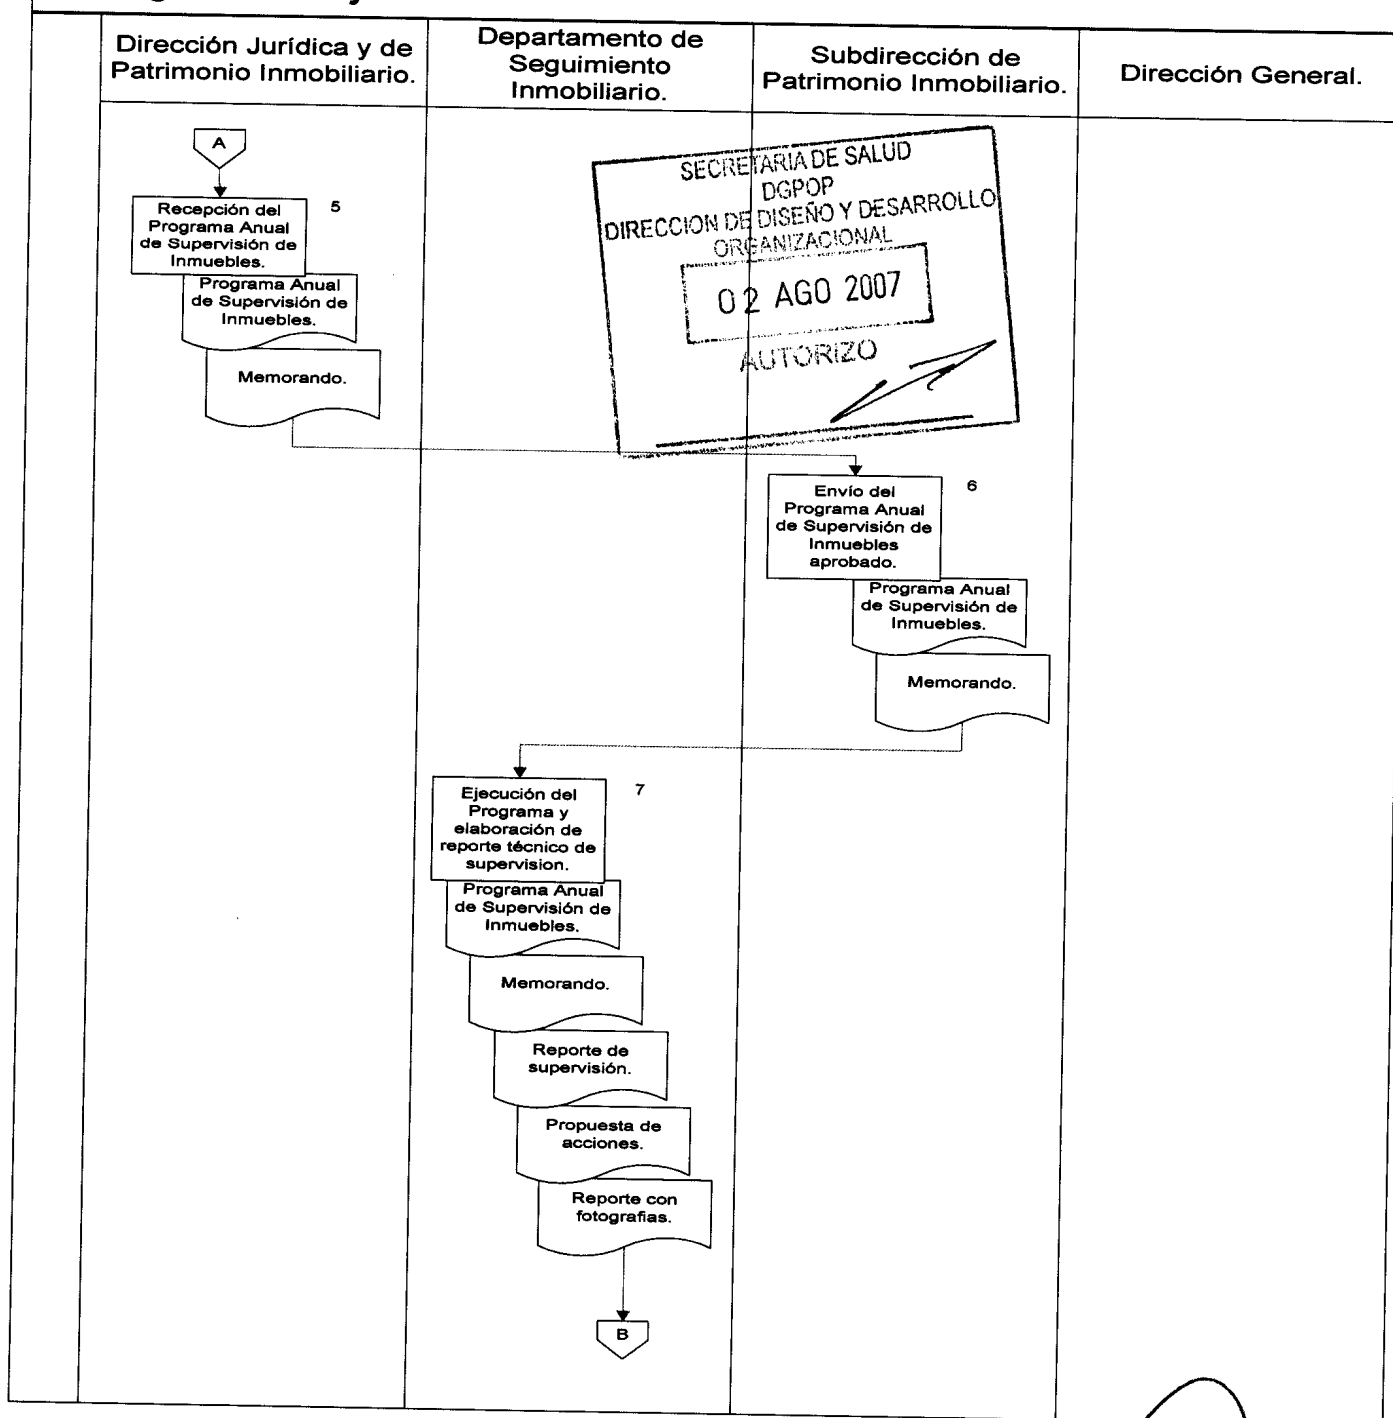 Dirección Jurídica y de
Patrimonio Inmobiliario.
Departamento de
Seguimiento
Inmobiliario.
Subdirección de
Patrimonio Inmobiliario.
Dirección General.
A
SECRETARIA DE SALUD
DGPOP
DIRECCION DE DISEÑO Y DESARROLLO
ORGANIZACIONAL
02 AGO 2007
AUTORIZO
Recepción del
Programa Anual
de Supervisión de
Inmuebles.
5
Programa Anual
de Supervisión de
Inmuebles.
Memorando.
Envío del
Programa Anual
de Supervisión de
Inmuebles
aprobado.
6
Programa Anual
de Supervisión de
Inmuebles.
Memorando.
Ejecución del
Programa y
elaboración de
reporte técnico de
supervision.
7
Programa Anual
de Supervisión de
Inmuebles.
Memorando.
Reporte de
supervisión.
Propuesta de
acciones.
Reporte con
fotografias.
B